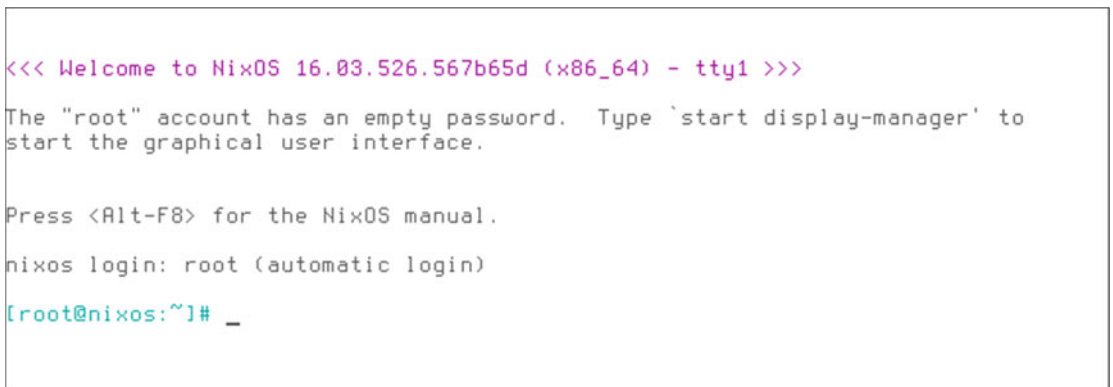 <<< Welcome to NixOS 16.03.526.567b65d (x86_64) - tty1 >>>
The "root" account has an empty password.  Type `start display-manager' to
start the graphical user interface.
Press <Alt-F8> for the NixOS manual.
nixos login: root (automatic login)
[root@nixos:~]# _